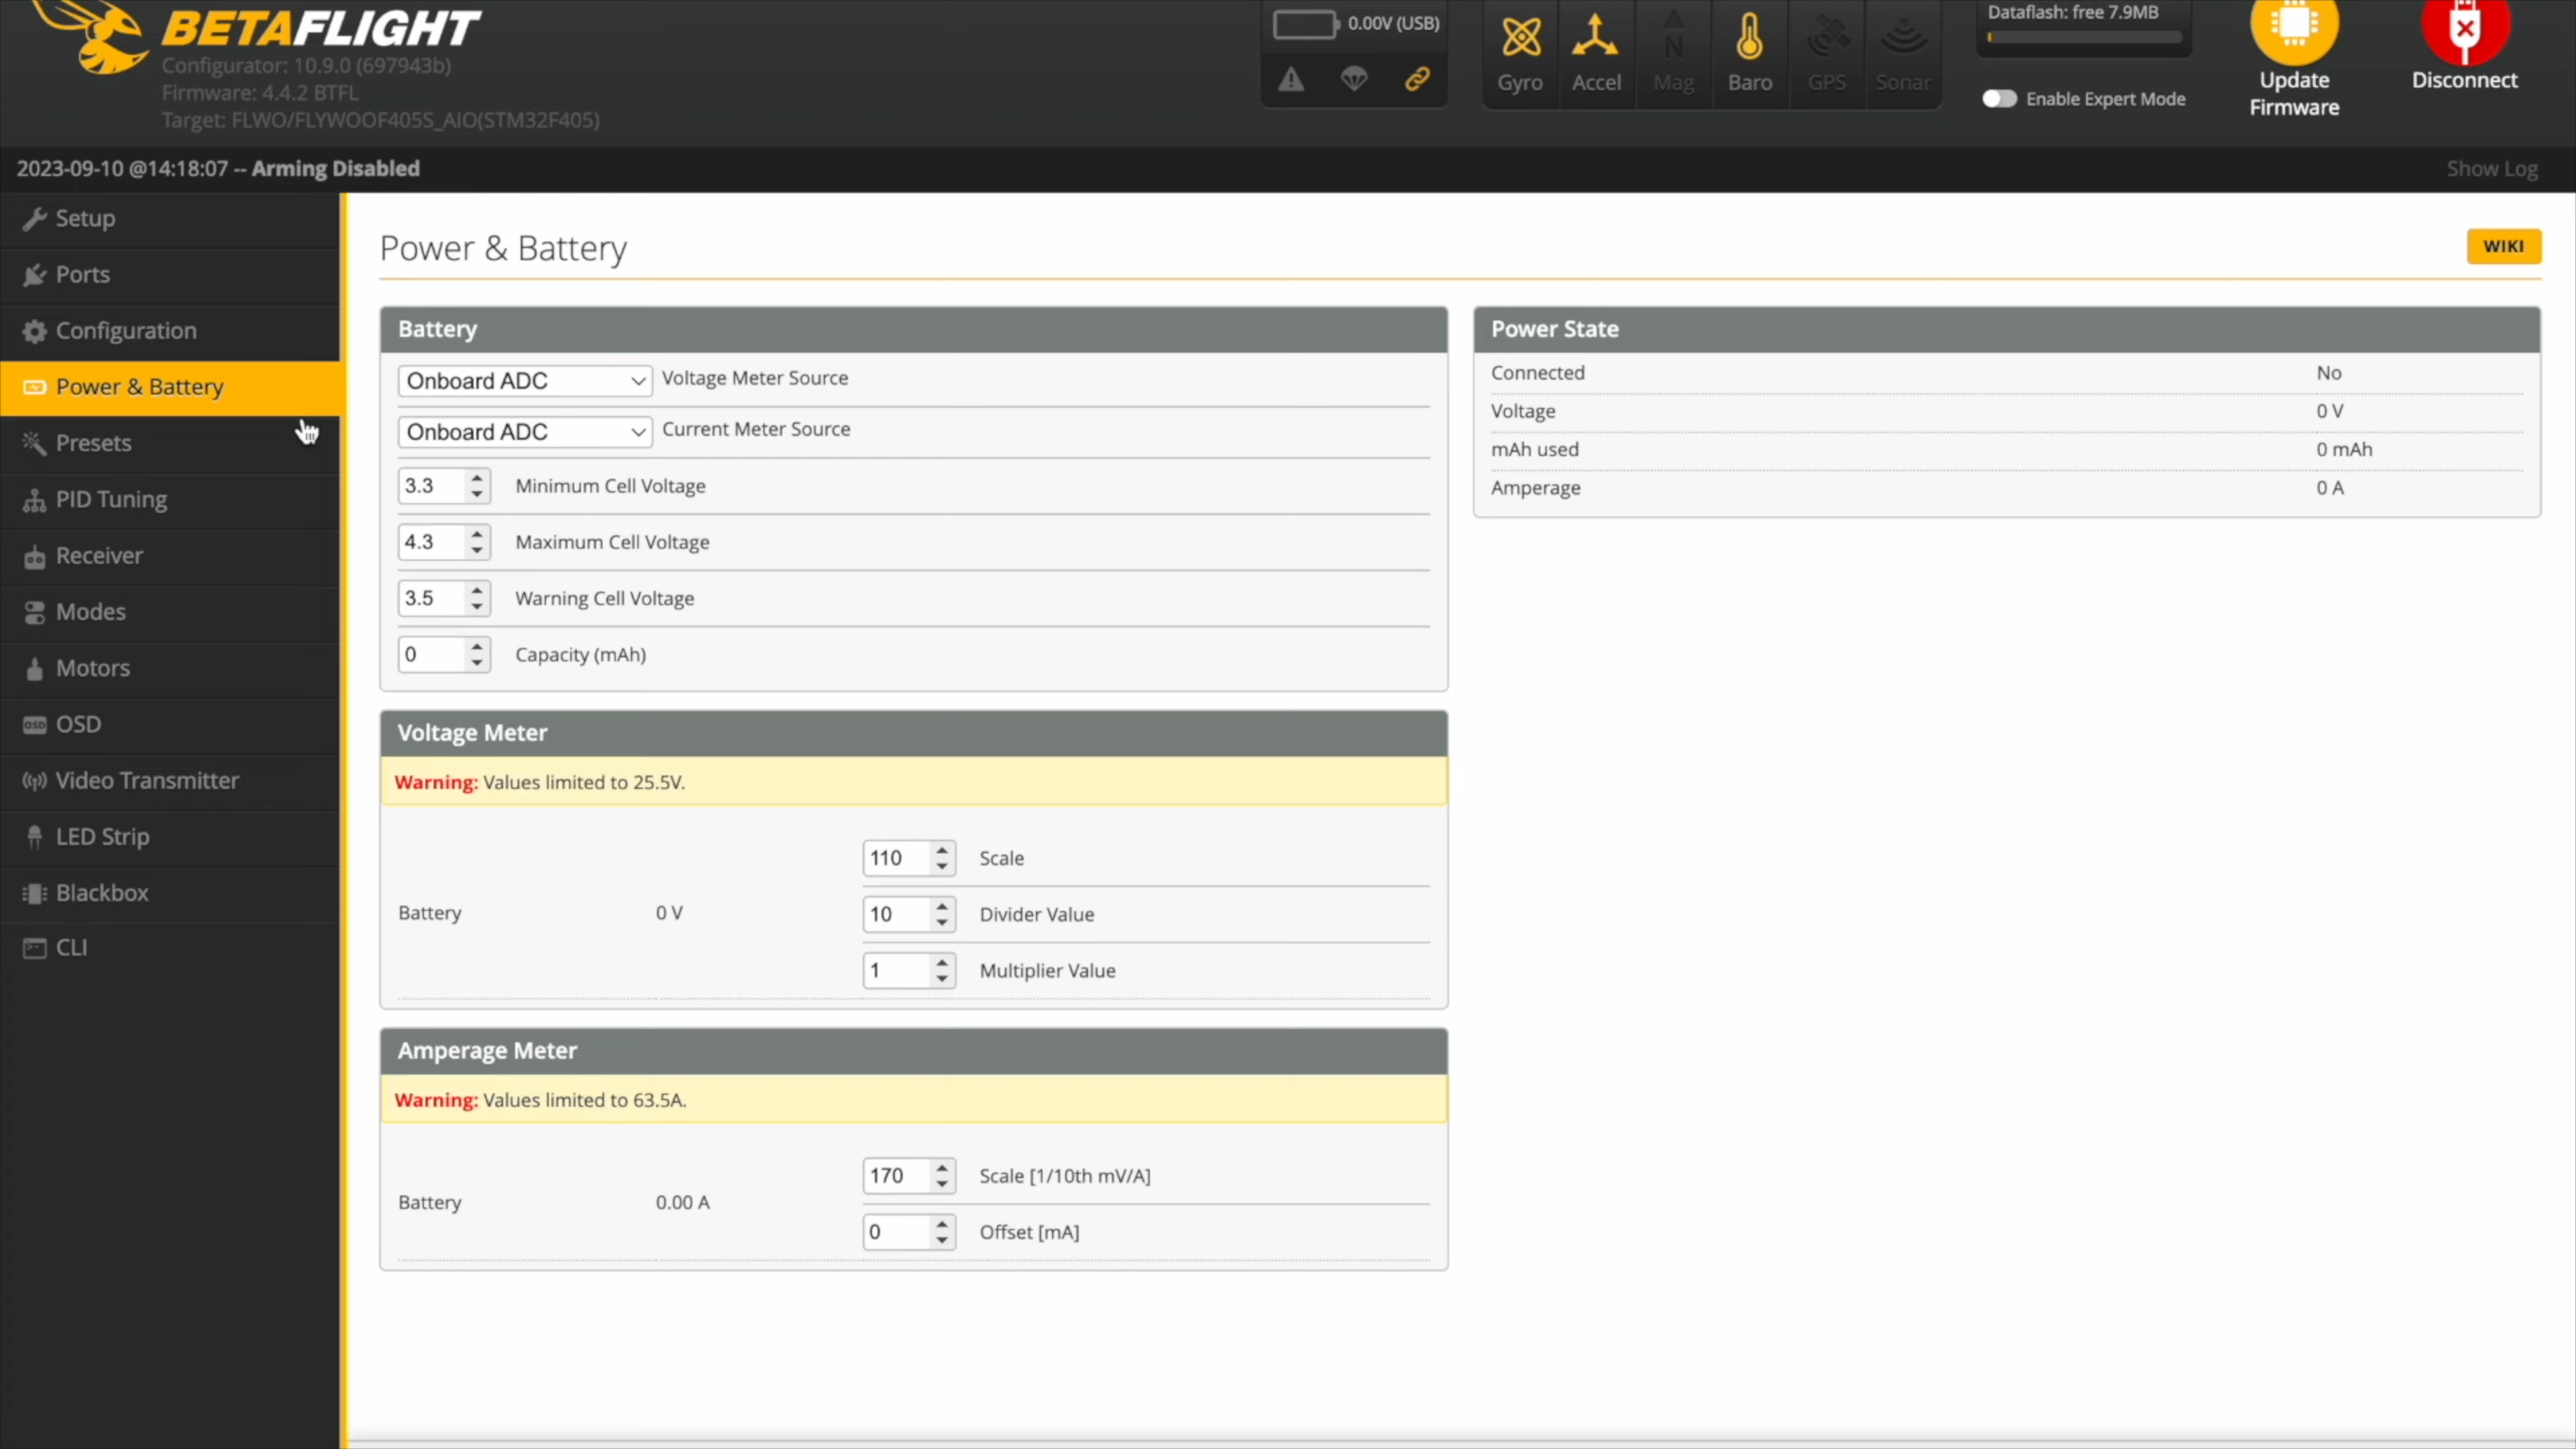 BETAFLIGHT
Configurator: 10.9.0 (697943b)
Firmware: 4.4.2 BTFL
Target: FLWO/FLYWOOF405S_AIO(STM32F405)
0.00V (USB)
Gyro
Accel
N
Mag
Baro
GPS
Sonar
Dataflash: free 7.9MB
Enable Expert Mode
Update
Firmware
Disconnect
2023-09-10 @14:18:07 -- Arming Disabled
Show Log
Setup
Ports
Configuration
Power & Battery
Presets
PID Tuning
Receiver
Modes
Motors
OSD OSD
Video Transmitter
LED Strip
Blackbox
CLI
Power & Battery
WIKI
Battery
Onboard ADC Voltage Meter Source
Onboard ADC Current Meter Source
3.3 Minimum Cell Voltage
4.3 Maximum Cell Voltage
3.5 Warning Cell Voltage
0 Capacity (mAh)
Power State
Connected No
Voltage 0 V
mAh used 0 mAh
Amperage 0 A
Voltage Meter
Warning: Values limited to 25.5V.
Battery 0 V
110 Scale
10 Divider Value
1 Multiplier Value
Amperage Meter
Warning: Values limited to 63.5A.
Battery 0.00 A
170 Scale [1/10th mV/A]
0 Offset [mA]